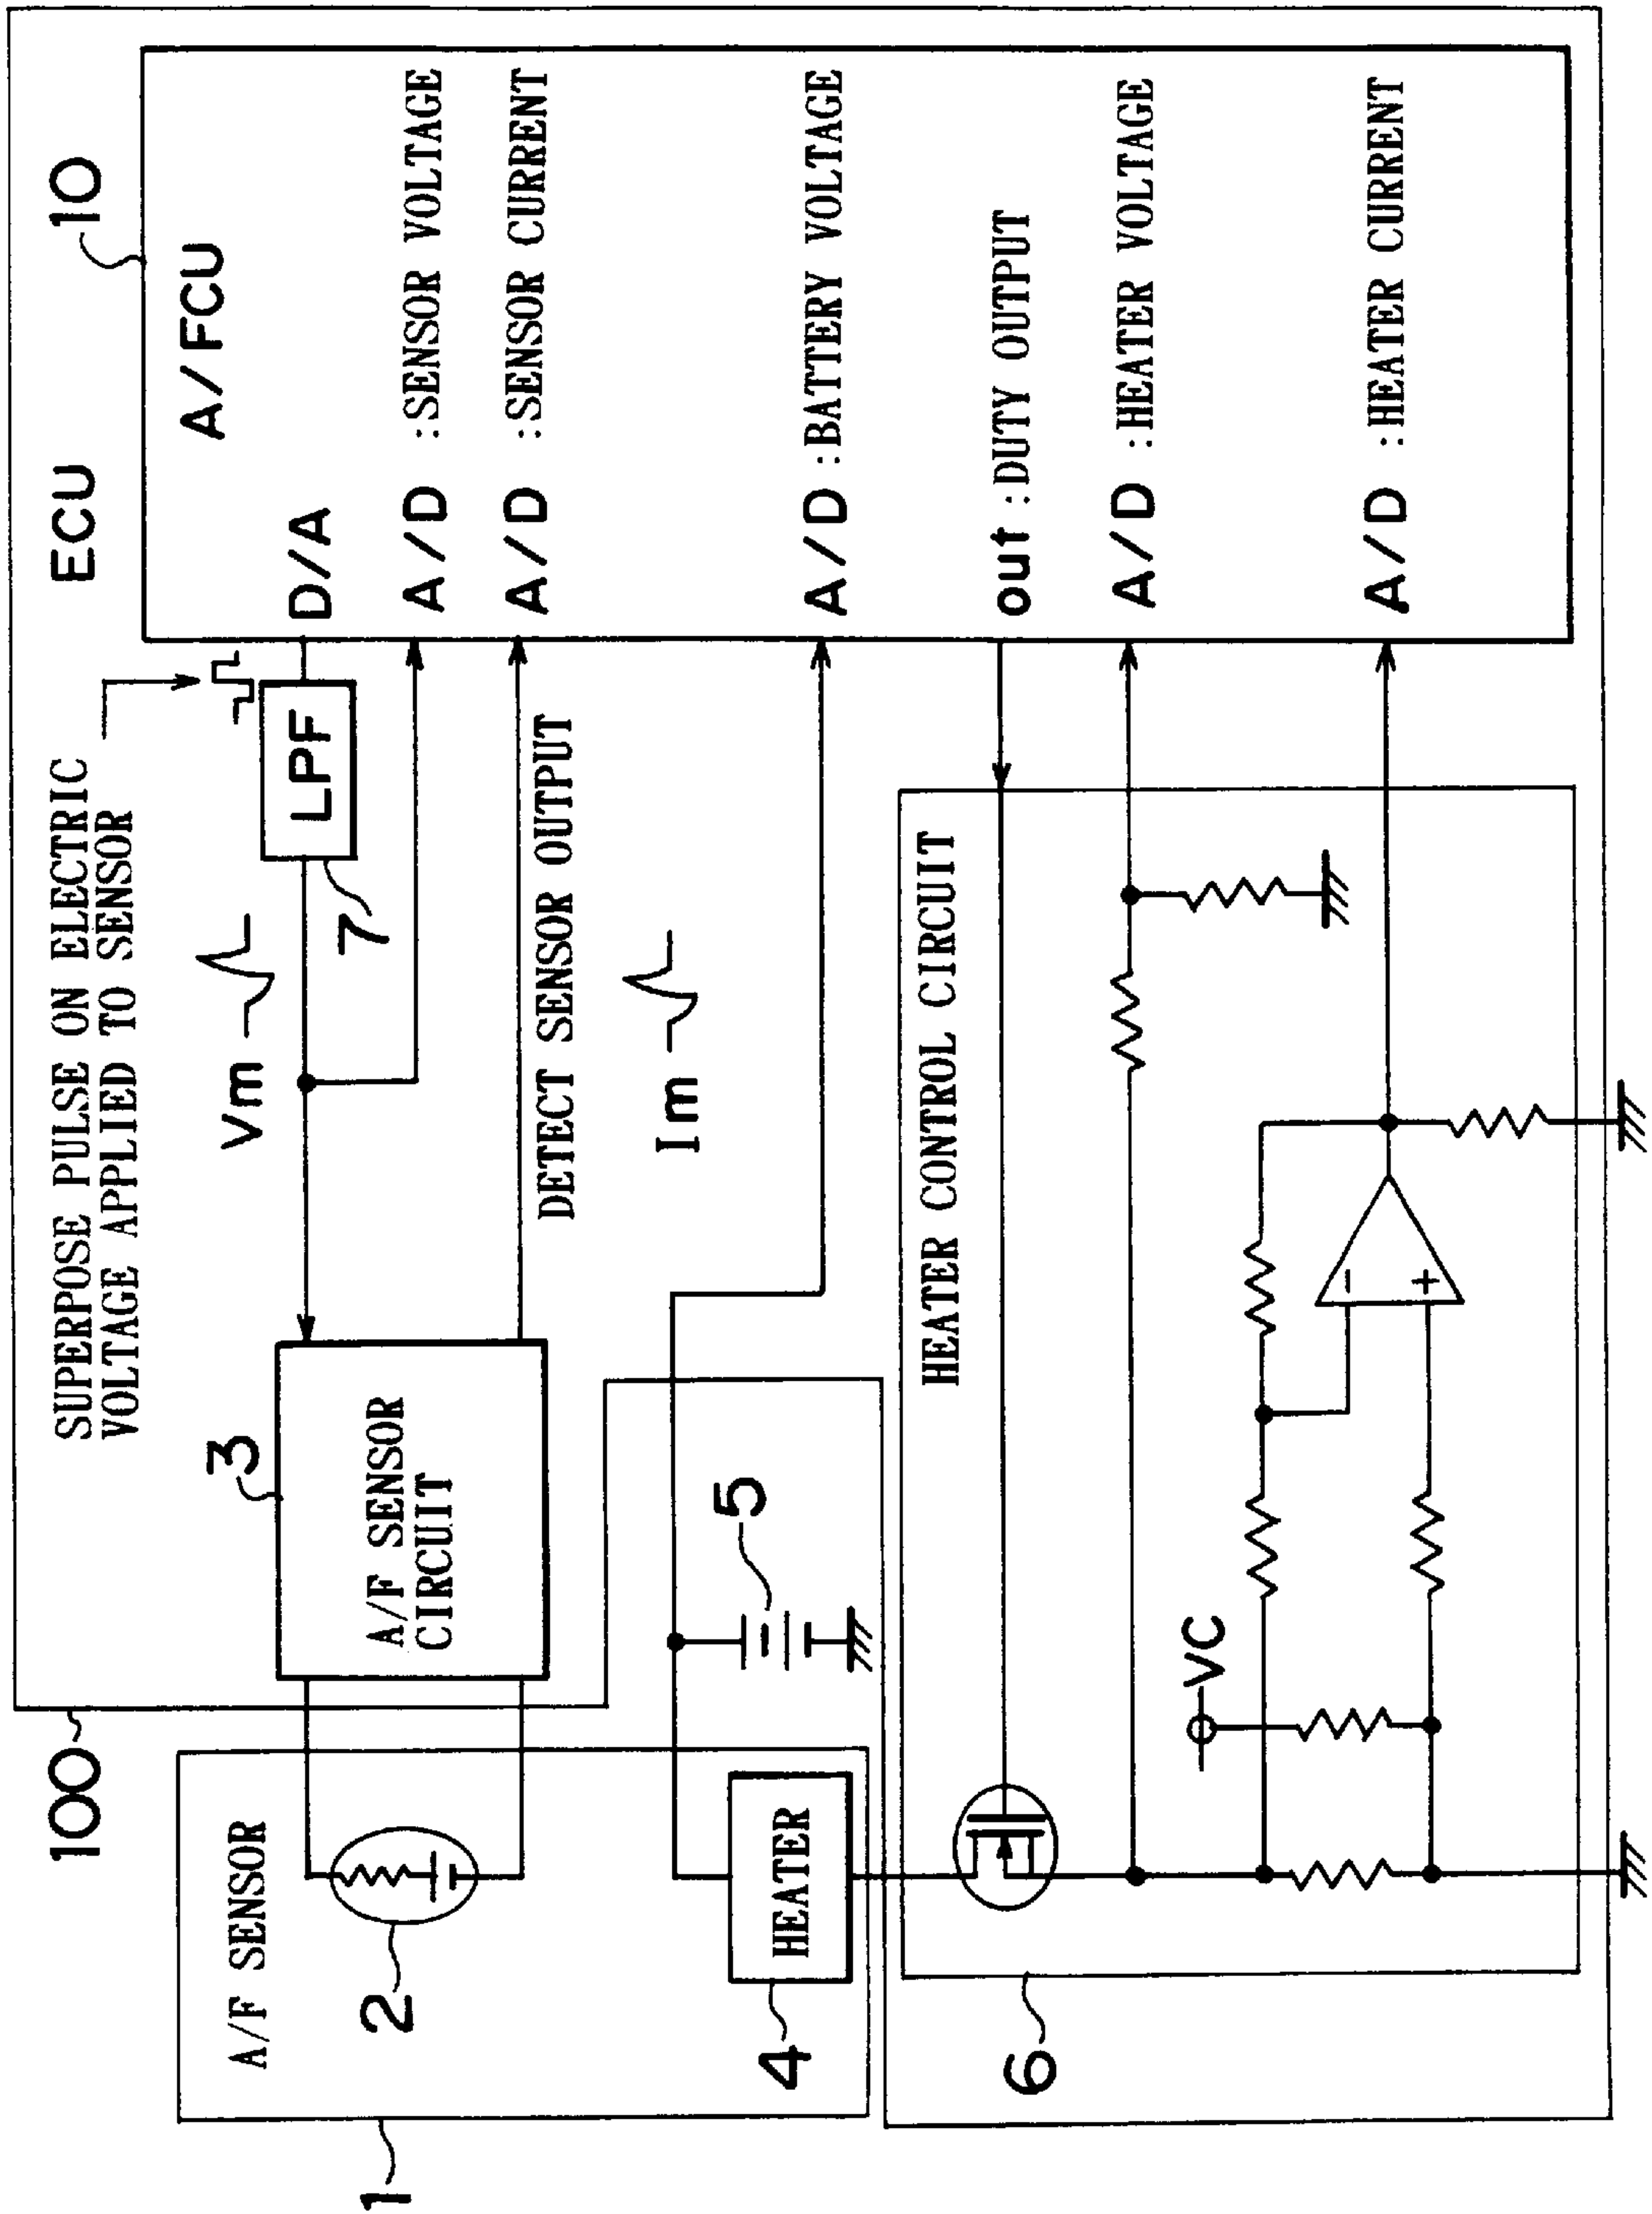 ECU
10
A/FCU
100
SUPERPOSE PULSE ON ELECTRIC
VOLTAGE APPLIED TO SENSOR
Vm
LPF
7
D/A
A/D :SENSOR VOLTAGE
A/D :SENSOR CURRENT
3
A/F SENSOR
CIRCUIT
DETECT SENSOR OUTPUT
Im
A/D :BATTERY VOLTAGE
1
A/F SENSOR
2
4
HEATER
5
6
HEATER CONTROL CIRCUIT
out :DUTY OUTPUT
A/D :HEATER VOLTAGE
VC
-
+
A/D :HEATER CURRENT